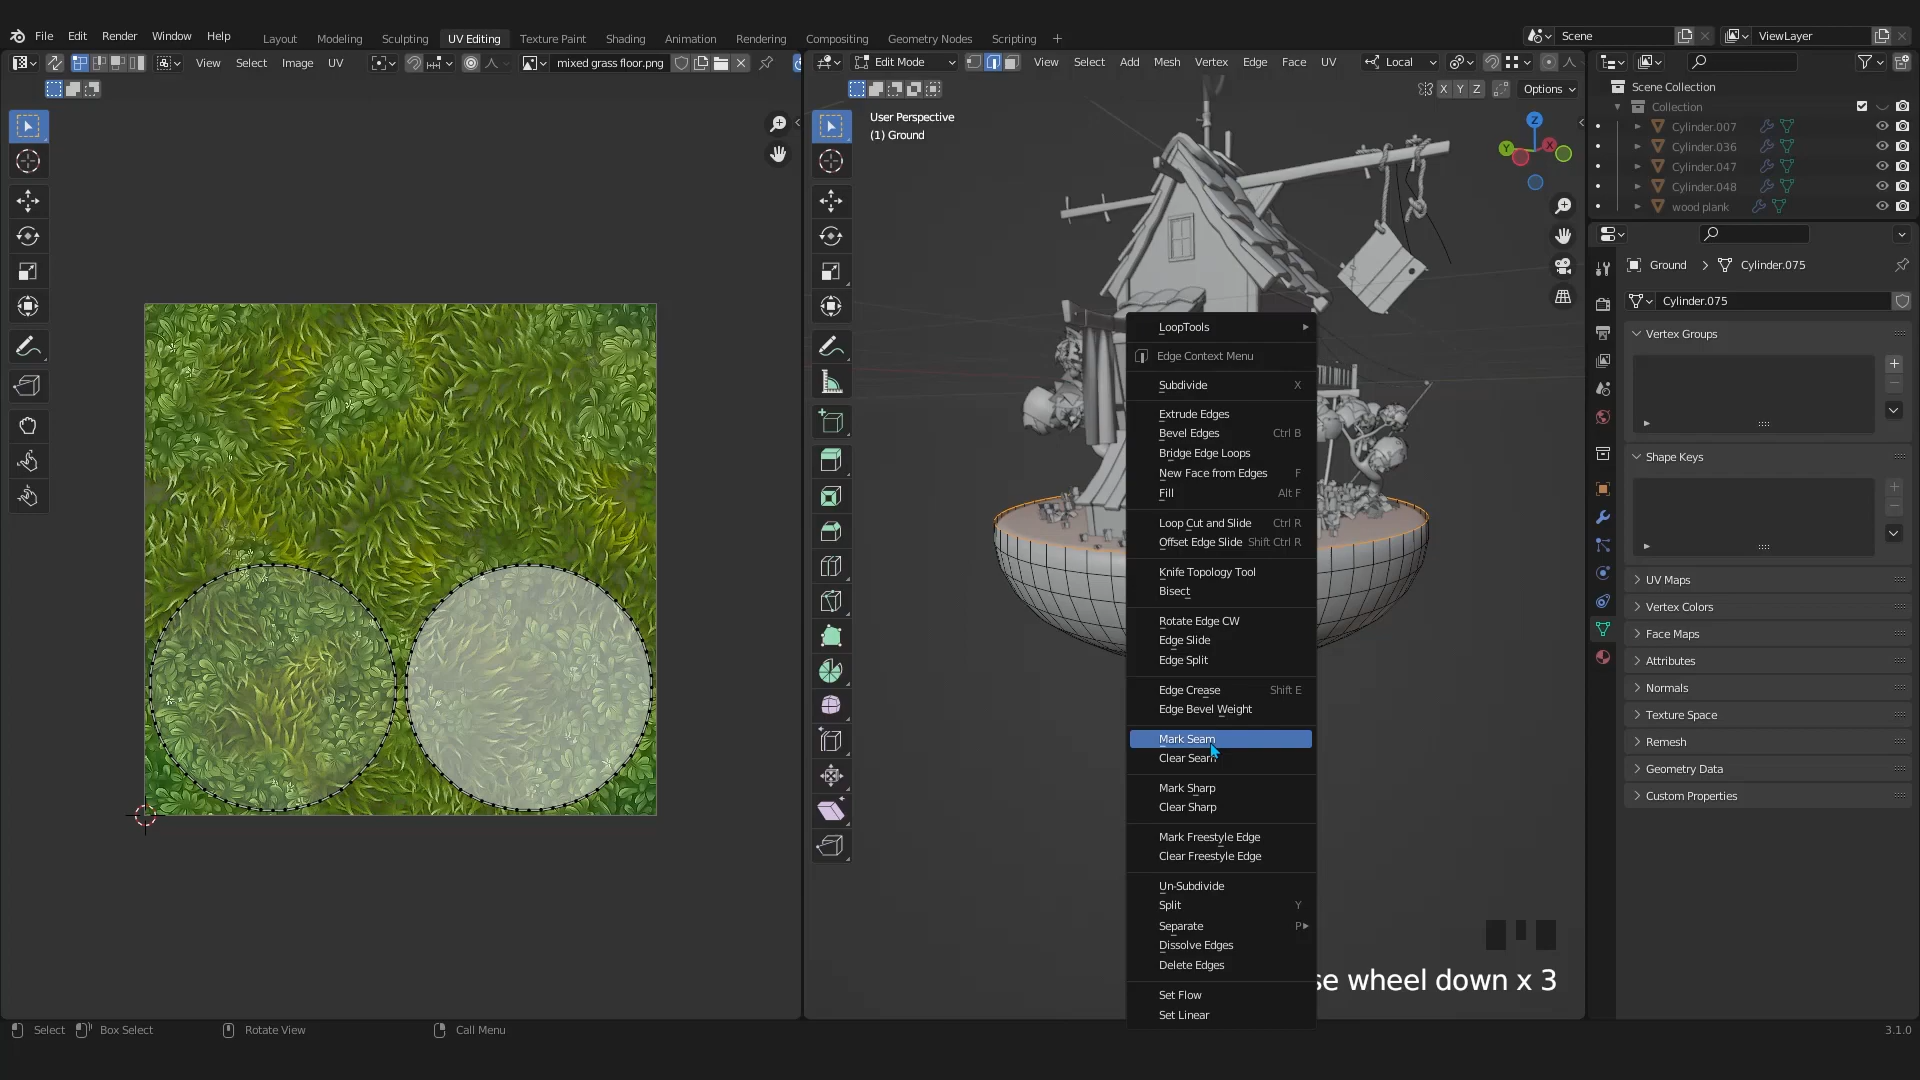 File Edit Render Window Help
Layout Modeling Sculpting UV Editing Texture Paint Shading Animation Rendering Compositing Geometry Nodes Scripting +
Scene
ViewLayer
View Select Image UV
mixed grass floor.png
Edit Mode
View Select Add Mesh Vertex Edge Face UV
Local
X Y Z
Options
User Perspective
(1) Ground
Z
Y
X
LoopTools
Edge Context Menu
Subdivide X
Extrude Edges
Bevel Edges Ctrl B
Bridge Edge Loops
New Face from Edges F
Fill Alt F
Loop Cut and Slide Ctrl R
Offset Edge Slide Shift Ctrl R
Knife Topology Tool
Bisect
Rotate Edge CW
Edge Slide
Edge Split
Edge Crease Shift E
Edge Bevel Weight
Mark Seam
Clear Seam
Mark Sharp
Clear Sharp
Mark Freestyle Edge
Clear Freestyle Edge
Un-Subdivide
Split Y
Separate P
Dissolve Edges
Delete Edges
Set Flow
Set Linear
se wheel down x 3
Scene Collection
Collection
Cylinder.007
Cylinder.036
Cylinder.047
Cylinder.048
wood plank
Ground > Cylinder.075
Cylinder.075
Vertex Groups
Shape Keys
UV Maps
Vertex Colors
Face Maps
Attributes
Normals
Texture Space
Remesh
Geometry Data
Custom Properties
Select Box Select Rotate View Call Menu
3.1.0